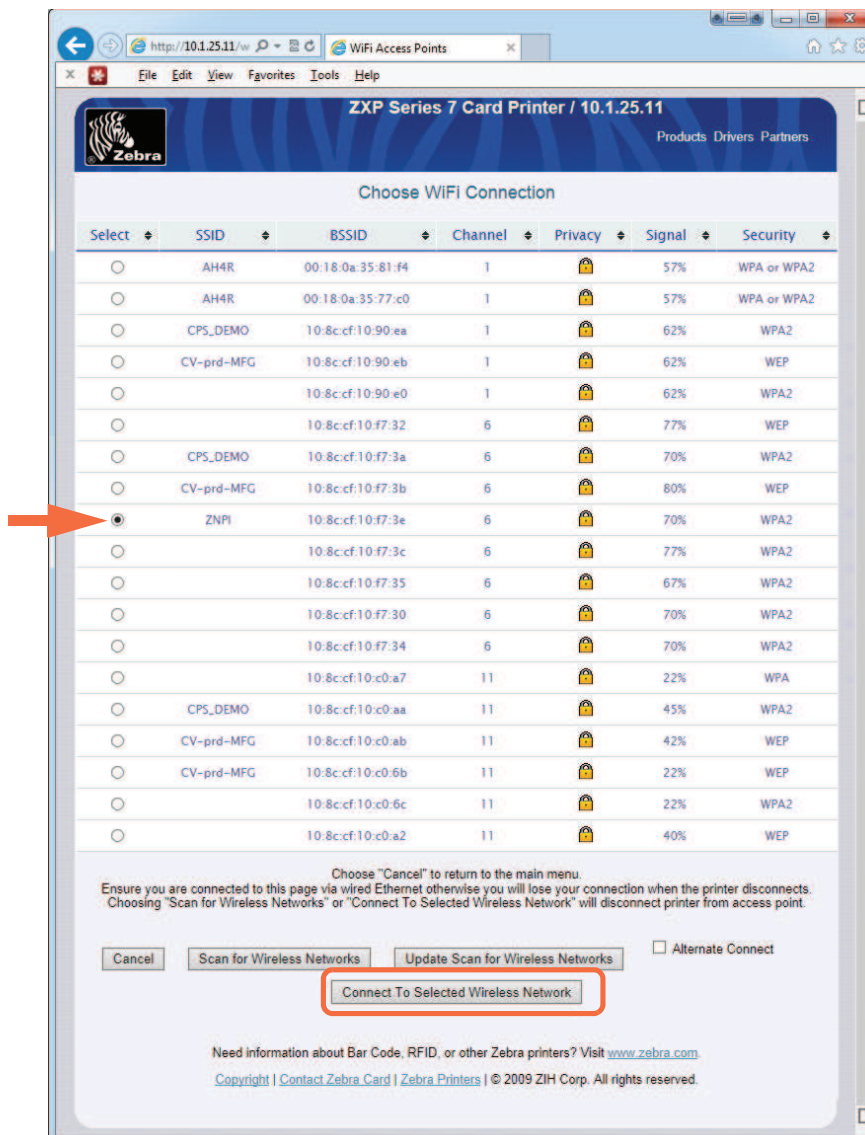 http://10.1.25.11/w
WiFi Access Points
File Edit View Favorites Tools Help
ZXP Series 7 Card Printer / 10.1.25.11
Products Drivers Partners
Zebra
Choose WiFi Connection
Select SSID BSSID Channel Privacy Signal Security
AH4R 00:18:0a:35:81:f4 1 57% WPA or WPA2
AH4R 00:18:0a:35:77:c0 1 57% WPA or WPA2
CPS_DEMO 10:8c:cf:10:90:ea 1 62% WPA2
CV-prd-MFG 10:8c:cf:10:90:eb 1 62% WEP
10:8c:cf:10:90:e0 1 62% WPA2
10:8c:cf:10:f7:32 6 77% WEP
CPS_DEMO 10:8c:cf:10:f7:3a 6 70% WPA2
CV-prd-MFG 10:8c:cf:10:f7:3b 6 80% WEP
ZNPI 10:8c:cf:10:f7:3e 6 70% WPA2
10:8c:cf:10:f7:3c 6 77% WPA2
10:8c:cf:10:f7:35 6 67% WPA2
10:8c:cf:10:f7:30 6 70% WPA2
10:8c:cf:10:f7:34 6 70% WPA2
10:8c:cf:10:c0:a7 11 22% WPA
CPS_DEMO 10:8c:cf:10:c0:aa 11 45% WPA2
CV-prd-MFG 10:8c:cf:10:c0:ab 11 42% WEP
CV-prd-MFG 10:8c:cf:10:c0:6b 11 22% WEP
10:8c:cf:10:c0:6c 11 22% WPA2
10:8c:cf:10:c0:a2 11 40% WEP
Choose "Cancel" to return to the main menu.
Ensure you are connected to this page via wired Ethernet otherwise you will lose your connection when the printer disconnects.
Choosing "Scan for Wireless Networks" or "Connect To Selected Wireless Network" will disconnect printer from access point.
Cancel Scan for Wireless Networks Update Scan for Wireless Networks Alternate Connect
Connect To Selected Wireless Network
Need information about Bar Code, RFID, or other Zebra printers? Visit www.zebra.com.
Copyright | Contact Zebra Card | Zebra Printers | © 2009 ZIH Corp. All rights reserved.